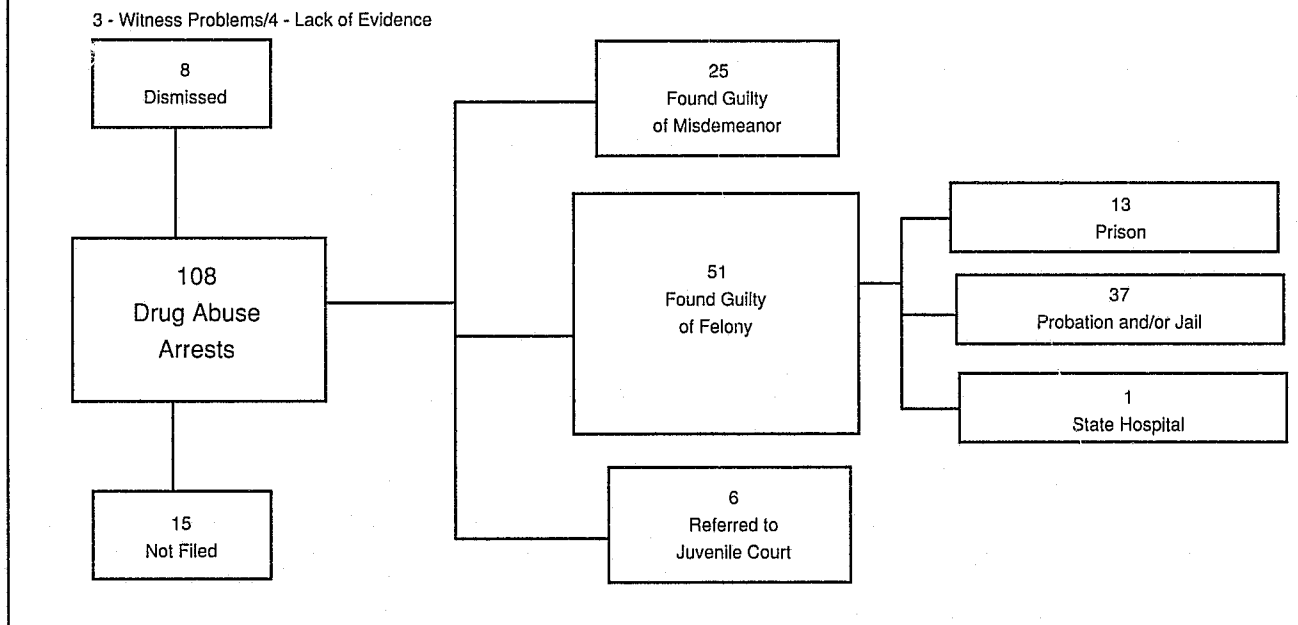 3 - Witness Problems/4 - Lack of Evidence
8
Dismissed
25
Found Guilty
of Misdemeanor
108
Drug Abuse
Arrests
51
Found Guilty
of Felony
13
Prison
37
Probation and/or Jail
1
State Hospital
15
Not Filed
6
Referred to
Juvenile Court